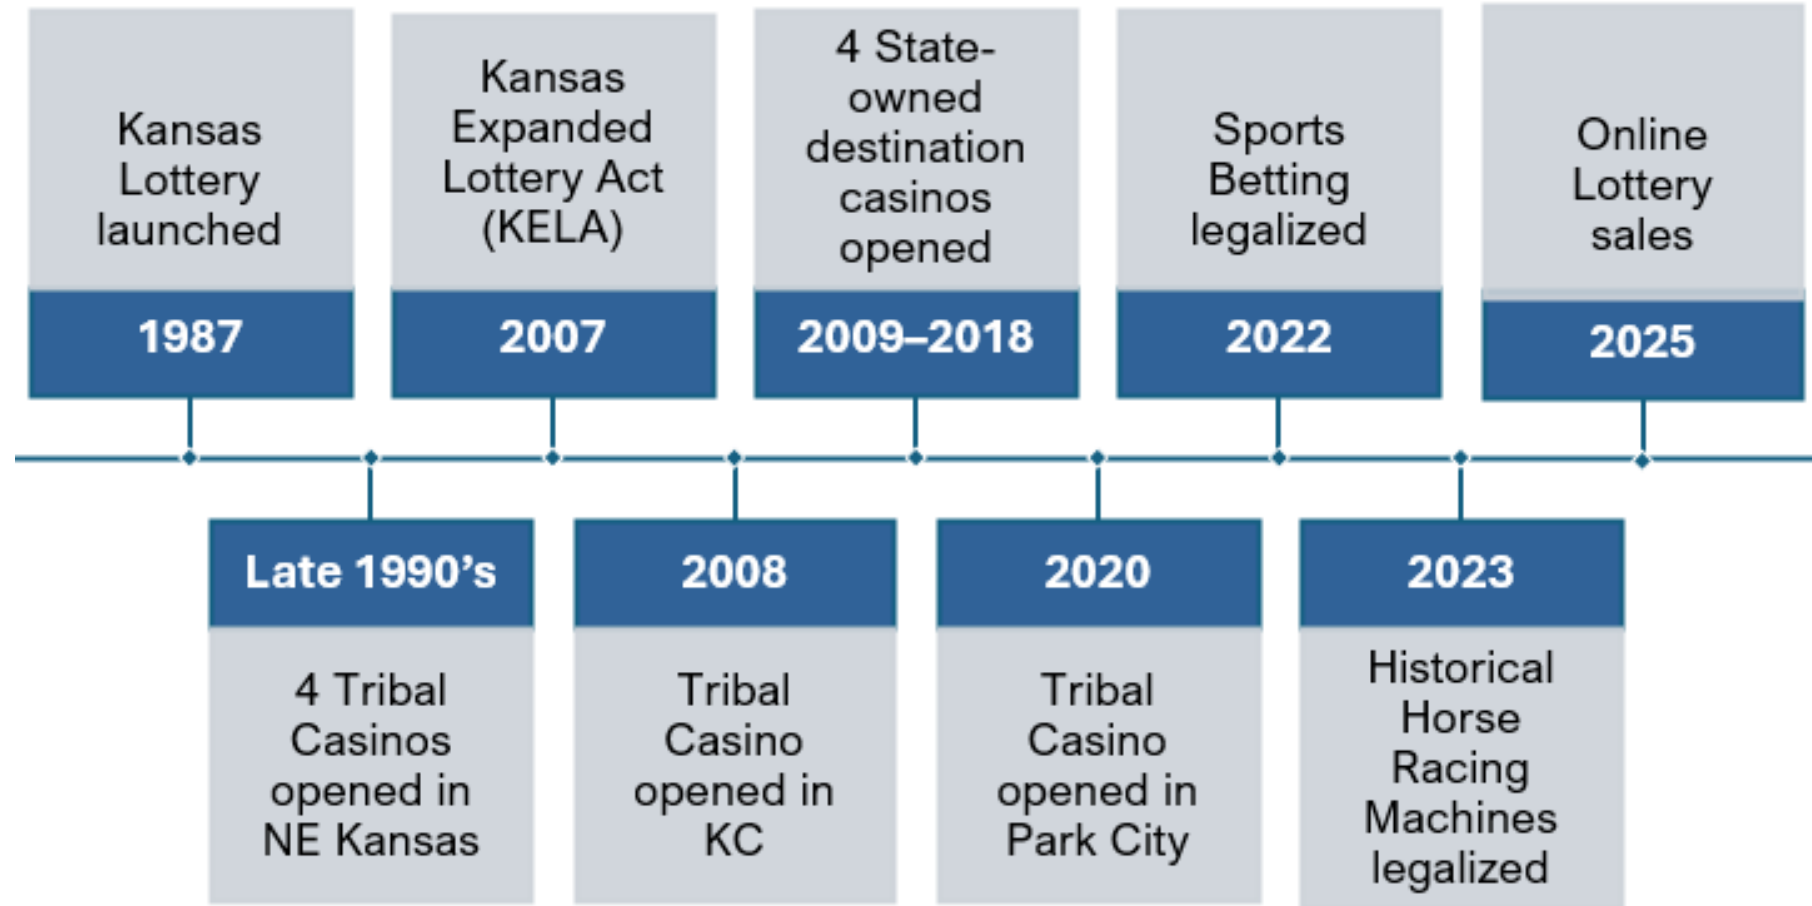 Kansas
Lottery
launched
1987
Late 1990’s
4 Tribal
Casinos
opened in
NE Kansas
Kansas
Expanded
Lottery Act
(KELA)
2007
2008
Tribal
Casino
opened in
KC
4 State-
owned
destination
casinos
opened
2009–2018
2020
Tribal
Casino
opened in
Park City
Sports
Betting
legalized
2022
2023
Historical
Horse
Racing
Machines
legalized
Online
Lottery
sales
2025